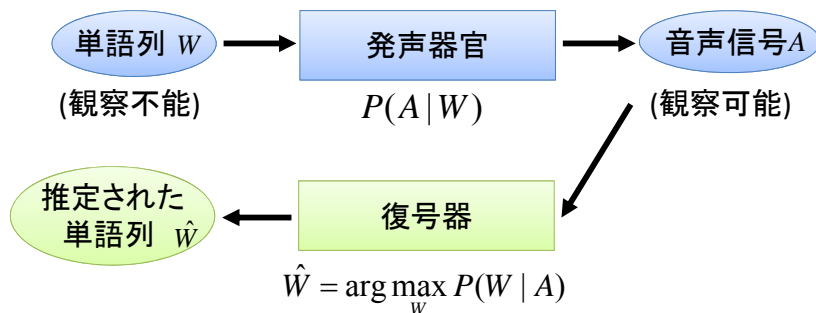 単語列 W
発声器官
音声信号A
(観察不能)
P(A|W)
(観察可能)
推定された
単語列 Ŵ
復号器
Ŵ = arg max P(W | A)
W